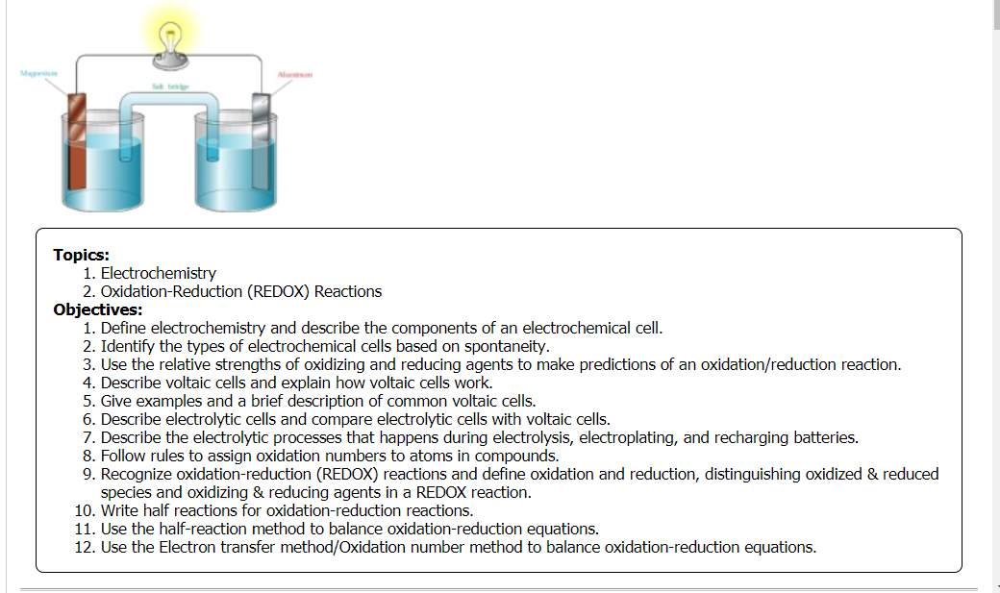 Magnesium
Aluminum
Salt bridge
Topics:
1. Electrochemistry
2. Oxidation-Reduction (REDOX) Reactions
Objectives:
1. Define electrochemistry and describe the components of an electrochemical cell.
2. Identify the types of electrochemical cells based on spontaneity.
3. Use the relative strengths of oxidizing and reducing agents to make predictions of an oxidation/reduction reaction.
4. Describe voltaic cells and explain how voltaic cells work.
5. Give examples and a brief description of common voltaic cells.
6. Describe electrolytic cells and compare electrolytic cells with voltaic cells.
7. Describe the electrolytic processes that happens during electrolysis, electroplating, and recharging batteries.
8. Follow rules to assign oxidation numbers to atoms in compounds.
9. Recognize oxidation-reduction (REDOX) reactions and define oxidation and reduction, distinguishing oxidized & reduced
species and oxidizing & reducing agents in a REDOX reaction.
10. Write half reactions for oxidation-reduction reactions.
11. Use the half-reaction method to balance oxidation-reduction equations.
12. Use the Electron transfer method/Oxidation number method to balance oxidation-reduction equations.